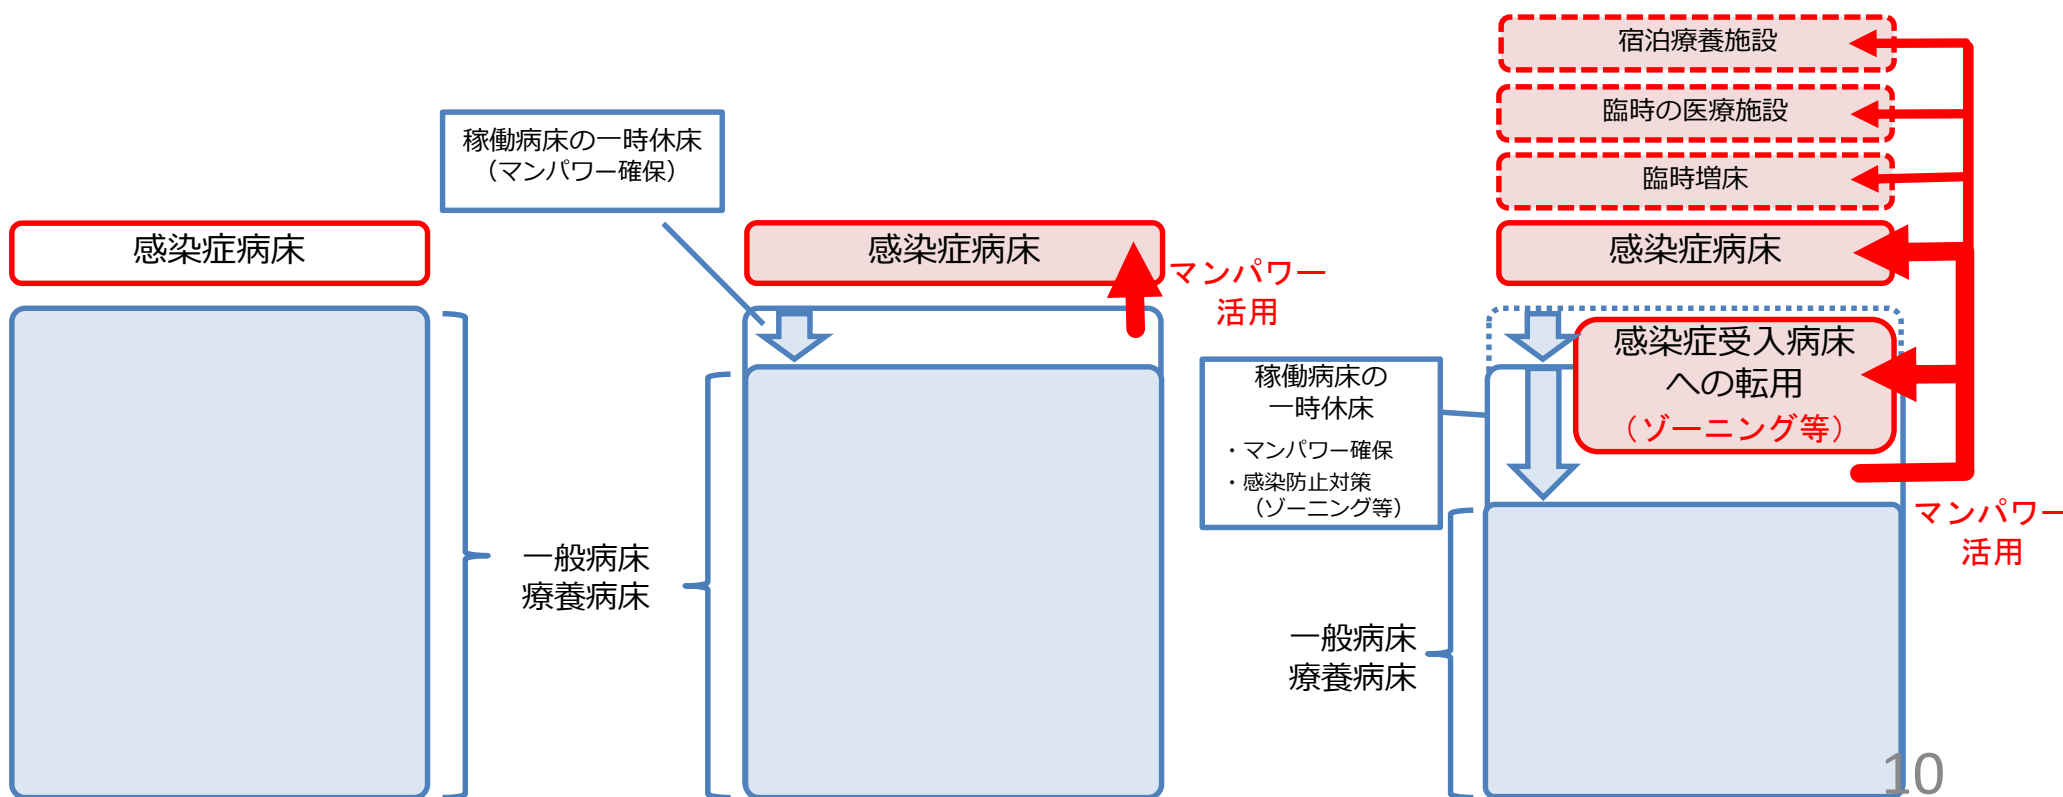 宿泊療養施設
臨時の医療施設
臨時増床
稼働病床の一時休床
（マンパワー確保）
感染症病床
感染症病床
マンパワー
活用
感染症病床
感染症受入病床
への転用
（ゾーニング等）
稼働病床の
一時休床
・マンパワー確保
・感染防止対策
（ゾーニング等）
マンパワー
活用
一般病床
療養病床
一般病床
療養病床
10